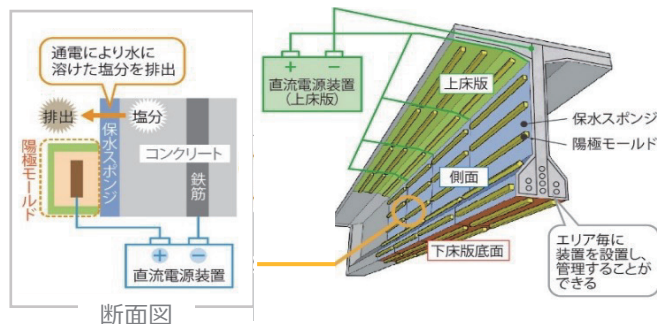 通電により水に
溶けた塩分を排出
排出
塩分
保水スポンジ
コンクリート
鉄筋
陽極モールド
+
−
直流電源装置
断面図
+
−
直流電源装置
(上床版)
上床版
保水スポンジ
陽極モールド
側面
下床版底面
エリア毎に
装置を設置し、
管理することが
できる